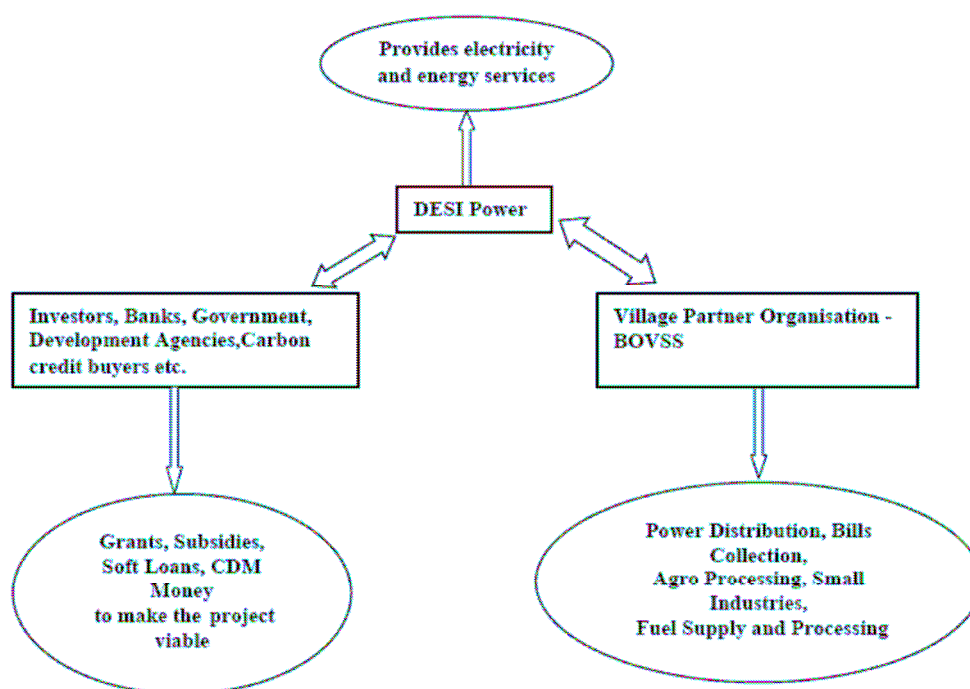 Provides electricity
and energy services
DESI Power
Investors, Banks, Government,
Development Agencies,Carbon
credit buyers etc.
Village Partner Organisation -
BOVSS
Grants, Subsidies,
Soft Loans, CDM
Money
to make the project
viable
Power Distribution, Bills
Collection,
Agro Processing, Small
Industries,
Fuel Supply and Processing